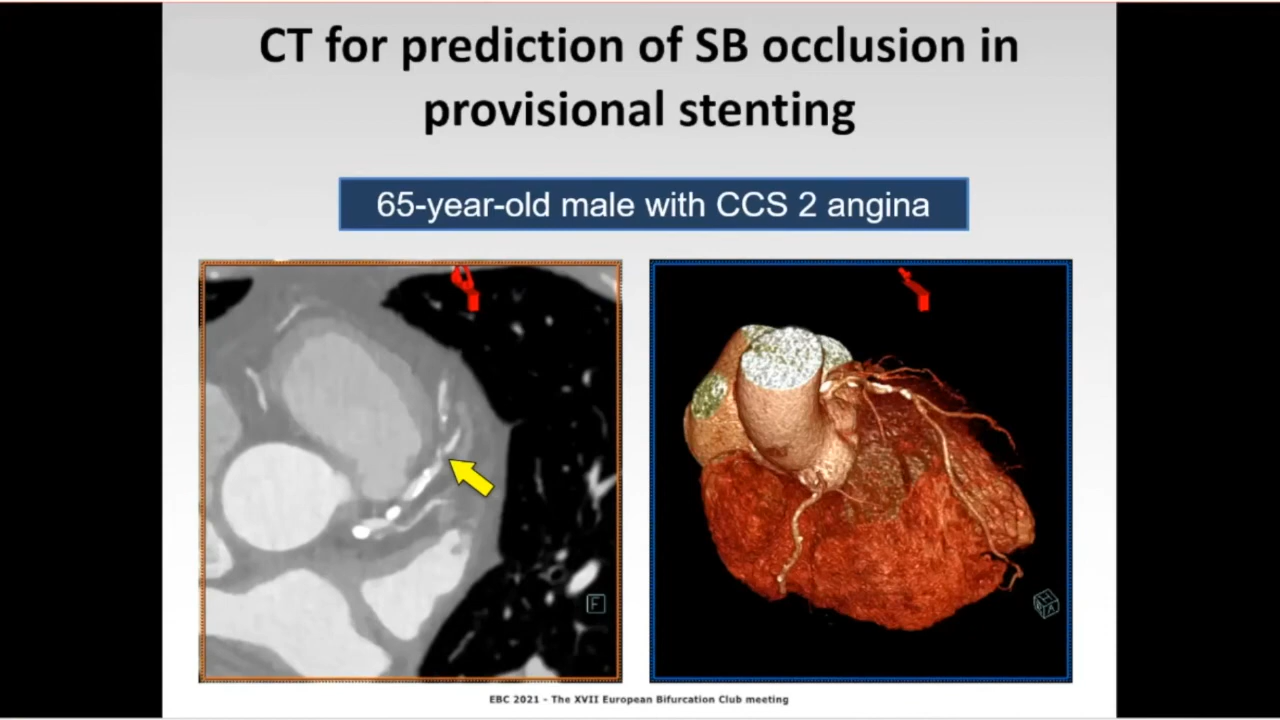 CT for prediction of SB occlusion in
provisional stenting
65-year-old male with CCS 2 angina
F
EBC 2021 - The XVII European Bifurcation Club meeting